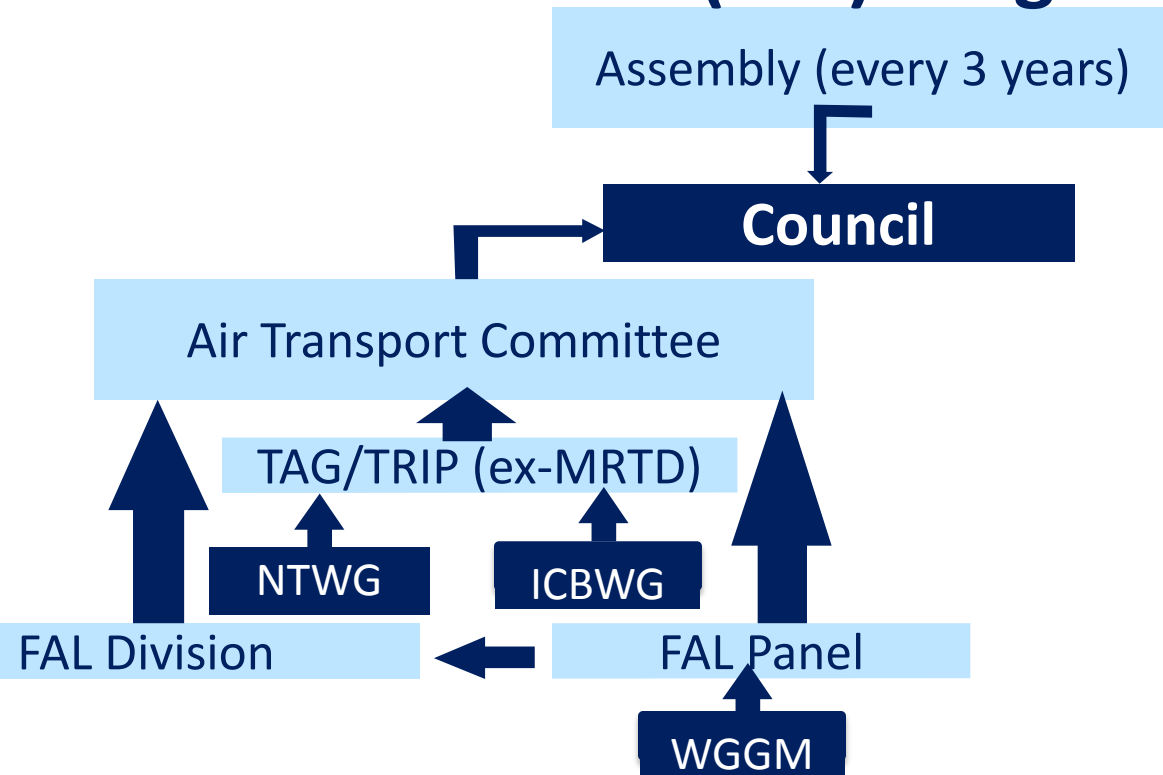 Assembly (every 3 years)
Council
Air Transport Committee
TAG/TRIP (ex-MRTD)
NTWG
ICBWG
FAL Division
FAL Panel
WGGM